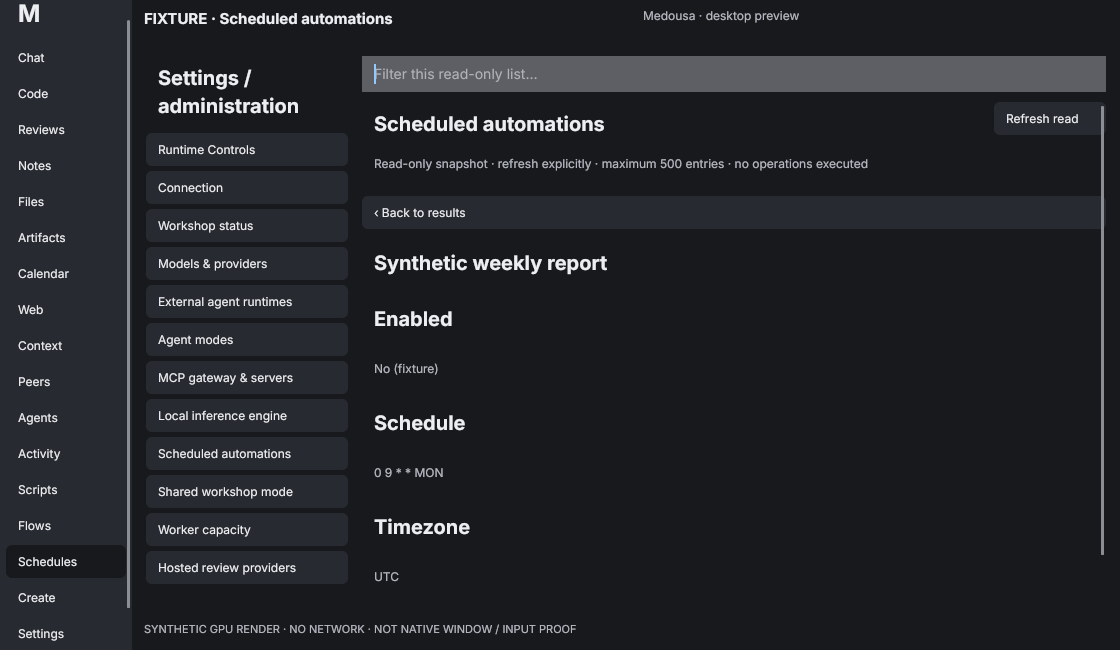 M
Chat
Code
Reviews
Notes
Files
Artifacts
Calendar
Web
Context
Peers
Agents
Activity
Scripts
Flows
Schedules
Create
Settings
FIXTURE · Scheduled automations
Medousa · desktop preview
Settings /
administration
Runtime Controls
Connection
Workshop status
Models & providers
External agent runtimes
Agent modes
MCP gateway & servers
Local inference engine
Scheduled automations
Shared workshop mode
Worker capacity
Hosted review providers
Filter this read-only list...
Scheduled automations
Refresh read
Read-only snapshot · refresh explicitly · maximum 500 entries · no operations executed
‹ Back to results
Synthetic weekly report
Enabled
No (fixture)
Schedule
0 9 * * MON
Timezone
UTC
SYNTHETIC GPU RENDER · NO NETWORK · NOT NATIVE WINDOW / INPUT PROOF